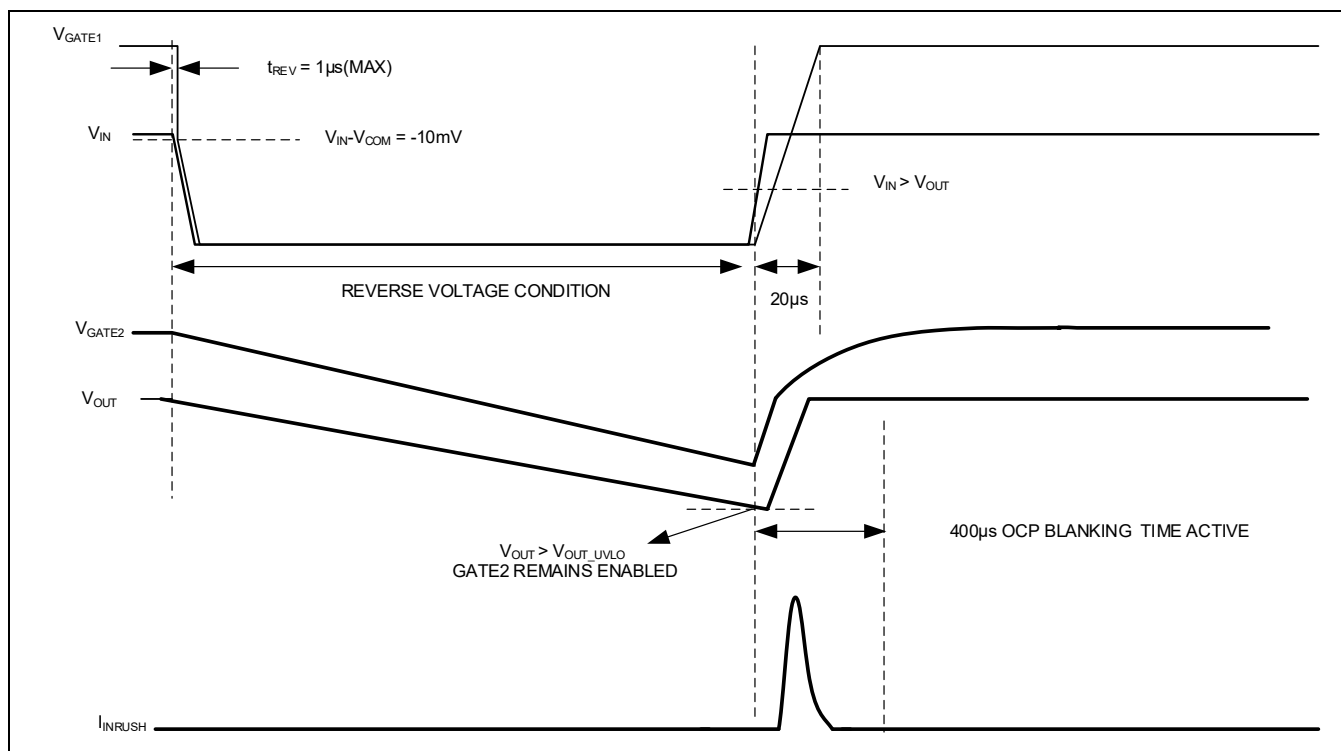 VGATE1
tREV = 1µs(MAX)
VIN
VIN-VCOM = -10mV
VIN > VOUT
REVERSE VOLTAGE CONDITION
20µs
VGATE2
VOUT
400µs OCP BLANKING TIME ACTIVE
VOUT > VOUT_UVLO
GATE2 REMAINS ENABLED
IINRUSH